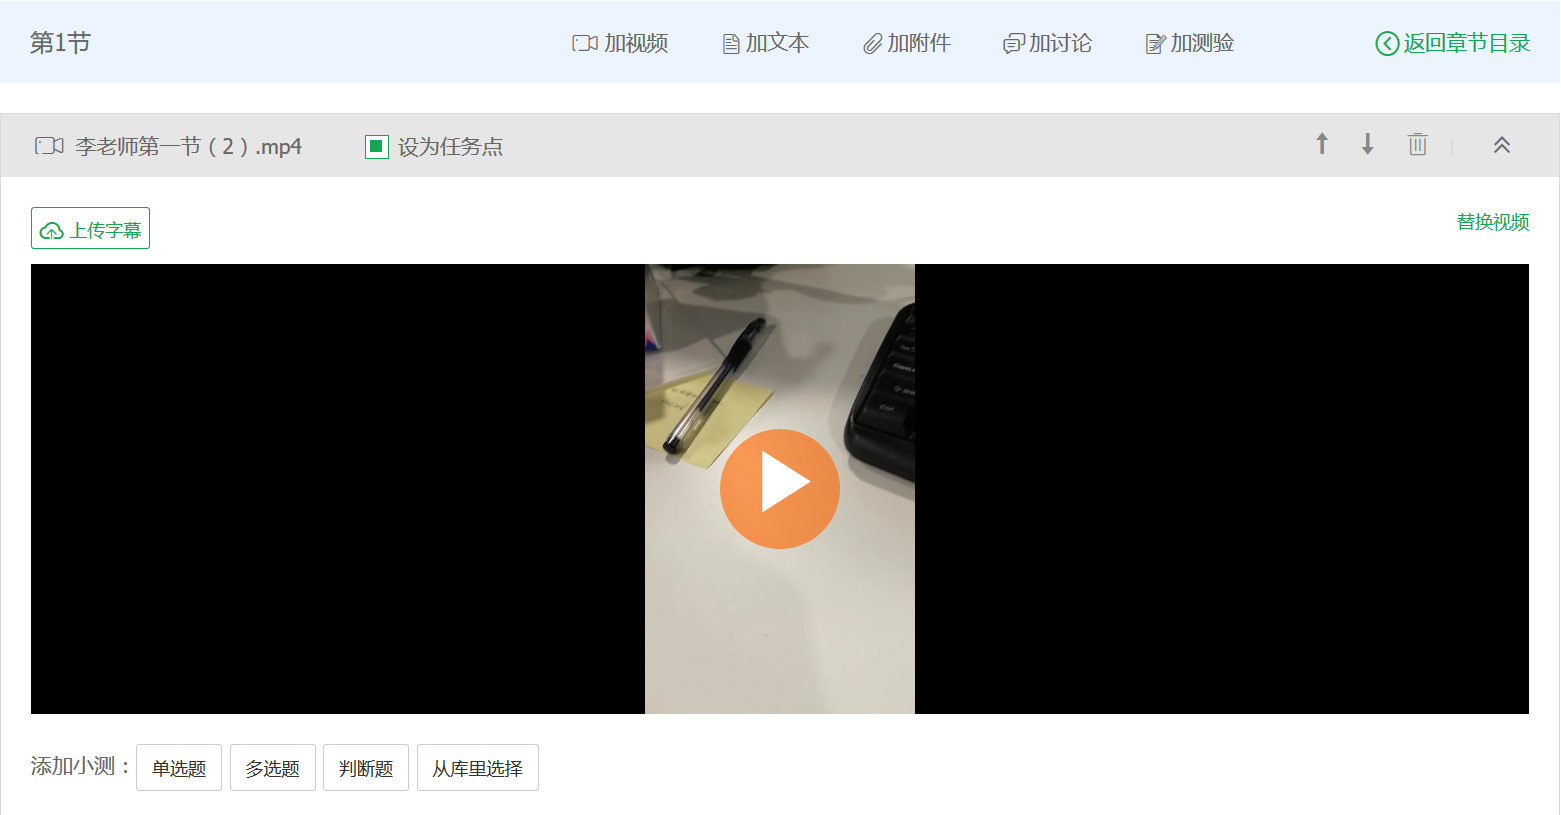 第1节
加视频
加文本
加附件
加讨论
加测验
返回章节目录
李老师第一节（2）.mp4
设为任务点
上传字幕
替换视频
Ctrl
添加小测：
单选题
多选题
判断题
从库里选择